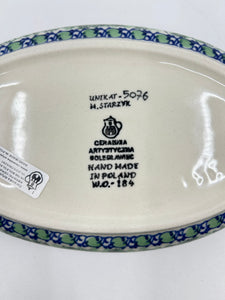 UNIKAT-5076
M. STARZYK
CERAMIKA
ARTYSTYCZNA
BOLESŁAWIEC
HAND MADE
IN POLAND
W.O.-184